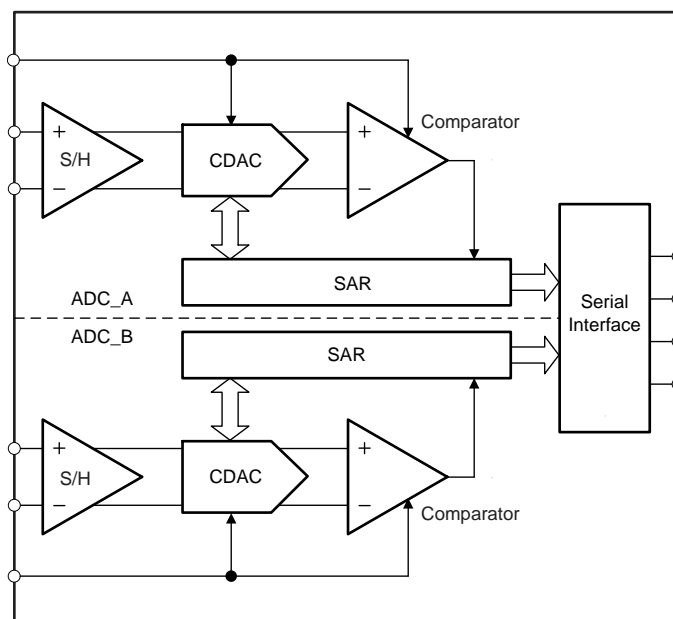 Comparator
+
+
S/H
CDAC
−
−
SAR
ADC_A
Serial
Interface
ADC_B
SAR
+
+
S/H
CDAC
−
−
Comparator